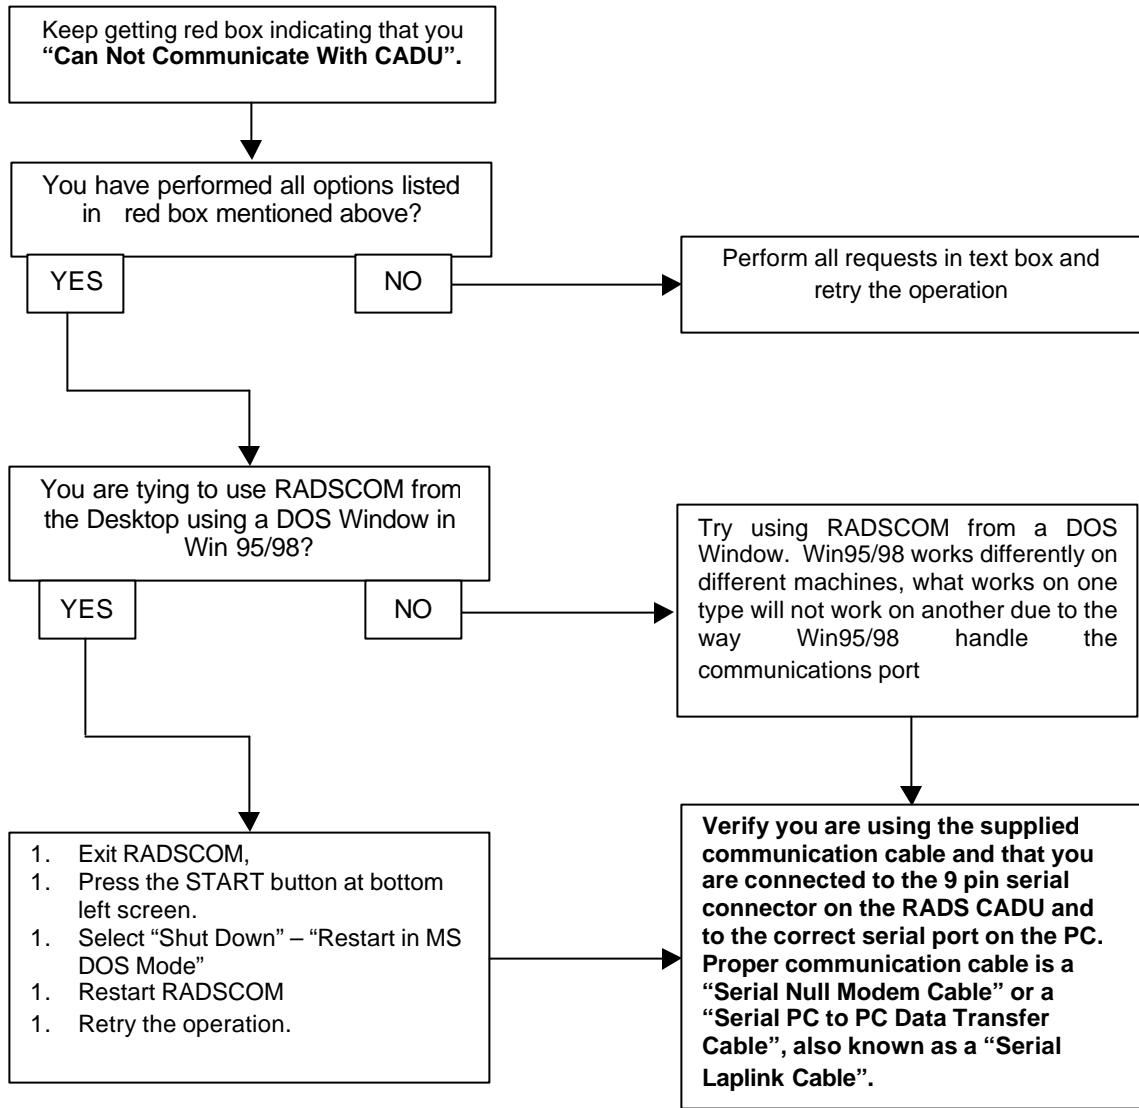 Keep getting red box indicating that you
“Can Not Communicate With CADU”.
You have performed all options listed
in red box mentioned above?
YES
NO
Perform all requests in text box and
retry the operation
You are tying to use RADSCOM from
the Desktop using a DOS Window in
Win 95/98?
YES
NO
Try using RADSCOM from a DOS
Window. Win95/98 works differently on
different machines, what works on one
type will not work on another due to the
way Win95/98 handle the
communications port
1. Exit RADSCOM,
1. Press the START button at bottom
left screen.
1. Select “Shut Down” – “Restart in MS
DOS Mode”
1. Restart RADSCOM
1. Retry the operation.
Verify you are using the supplied
communication cable and that you
are connected to the 9 pin serial
connector on the RADS CADU and
to the correct serial port on the PC.
Proper communication cable is a
“Serial Null Modem Cable” or a
“Serial PC to PC Data Transfer
Cable”, also known as a “Serial
Laplink Cable”.